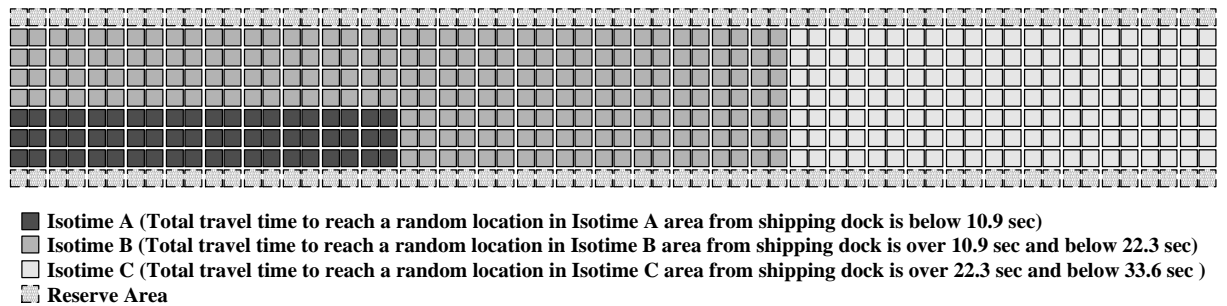 Isotime A (Total travel time to reach a random location in Isotime A area from shipping dock is below 10.9 sec)
Isotime B (Total travel time to reach a random location in Isotime B area from shipping dock is over 10.9 sec and below 22.3 sec)
Isotime C (Total travel time to reach a random location in Isotime C area from shipping dock is over 22.3 sec and below 33.6 sec )
Reserve Area